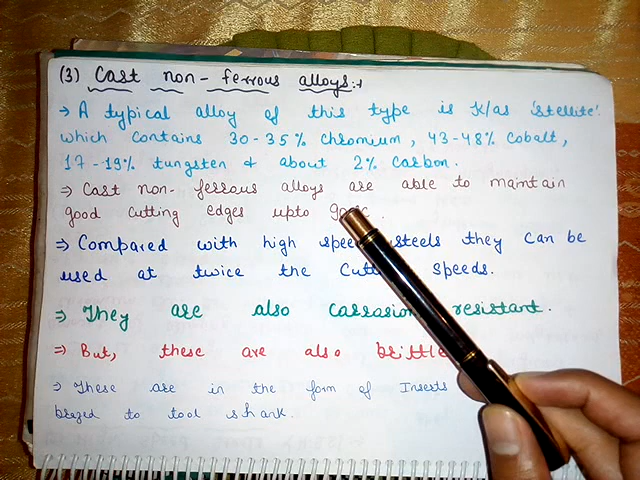 (3) Cast non-ferrous alloys:→
→ A typical alloy of this type is K/as 'stellite'
which contains 30-35% chromium, 43-48% cobalt,
17-19% tungsten & about 2% carbon.
⇒ Cast non-ferrous alloys are able to maintain
good cutting edges upto
⇒ Compared with high speed steels they can be
used at twice the cutting speeds.
⇒ They are also carrasion resistant.
⇒ But, these are also brittle
⇒ These are in the form of Inserts
brazed to tool shank.